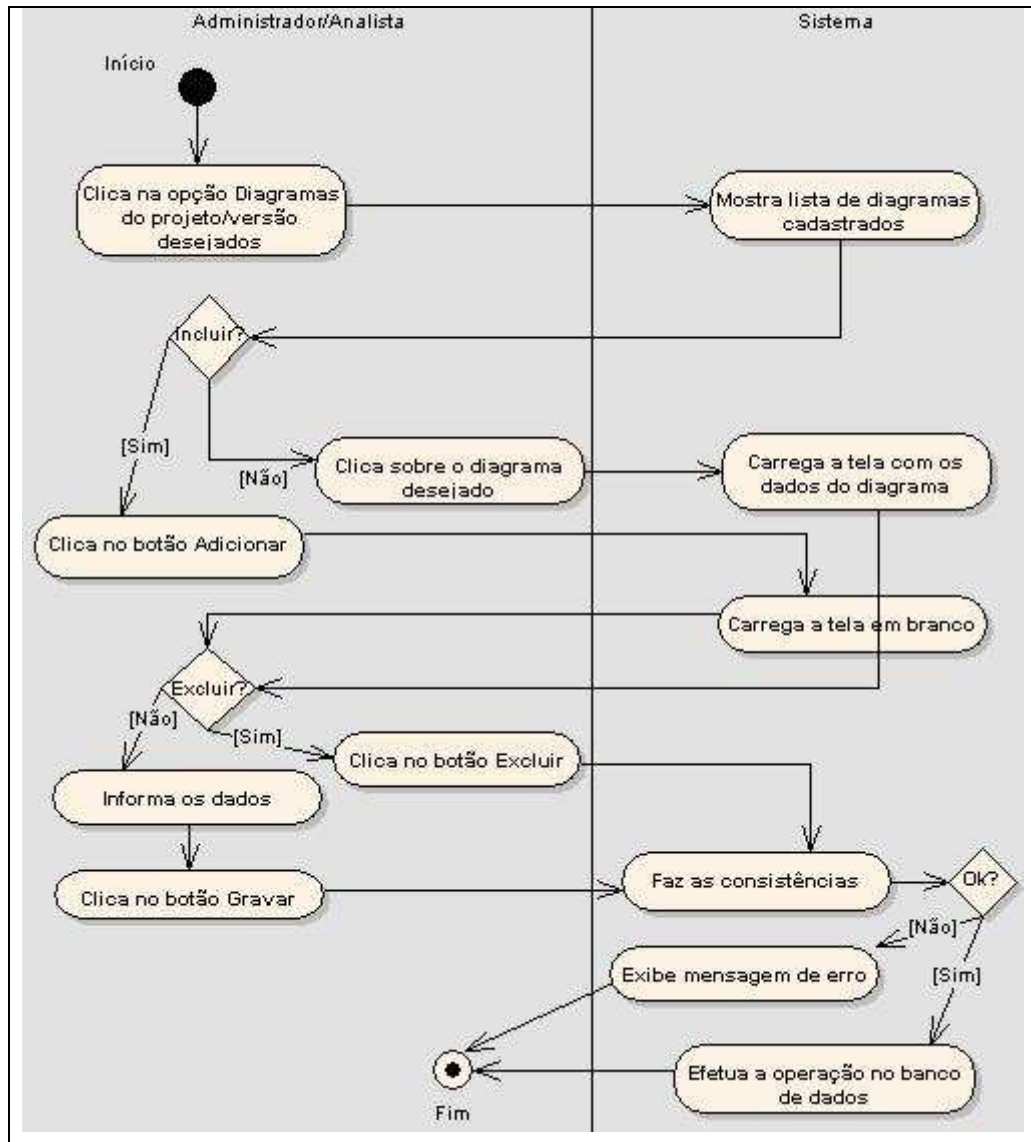 Administrador/Analista
Sistema
Início
Clica na opção Diagramas
do projeto/versão
desejados
Mostra lista de diagramas
cadastrados
Incluir?
[Sim]
[Não]
Clica sobre o diagrama
desejado
Carrega a tela com os
dados do diagrama
Clica no botão Adicionar
Carrega a tela em branco
Excluir?
[Não]
[Sim]
Clica no botão Excluir
Informa os dados
Clica no botão Gravar
Faz as consistências
Ok?
[Não]
Exibe mensagem de erro
[Sim]
Efetua a operação no banco
de dados
Fim